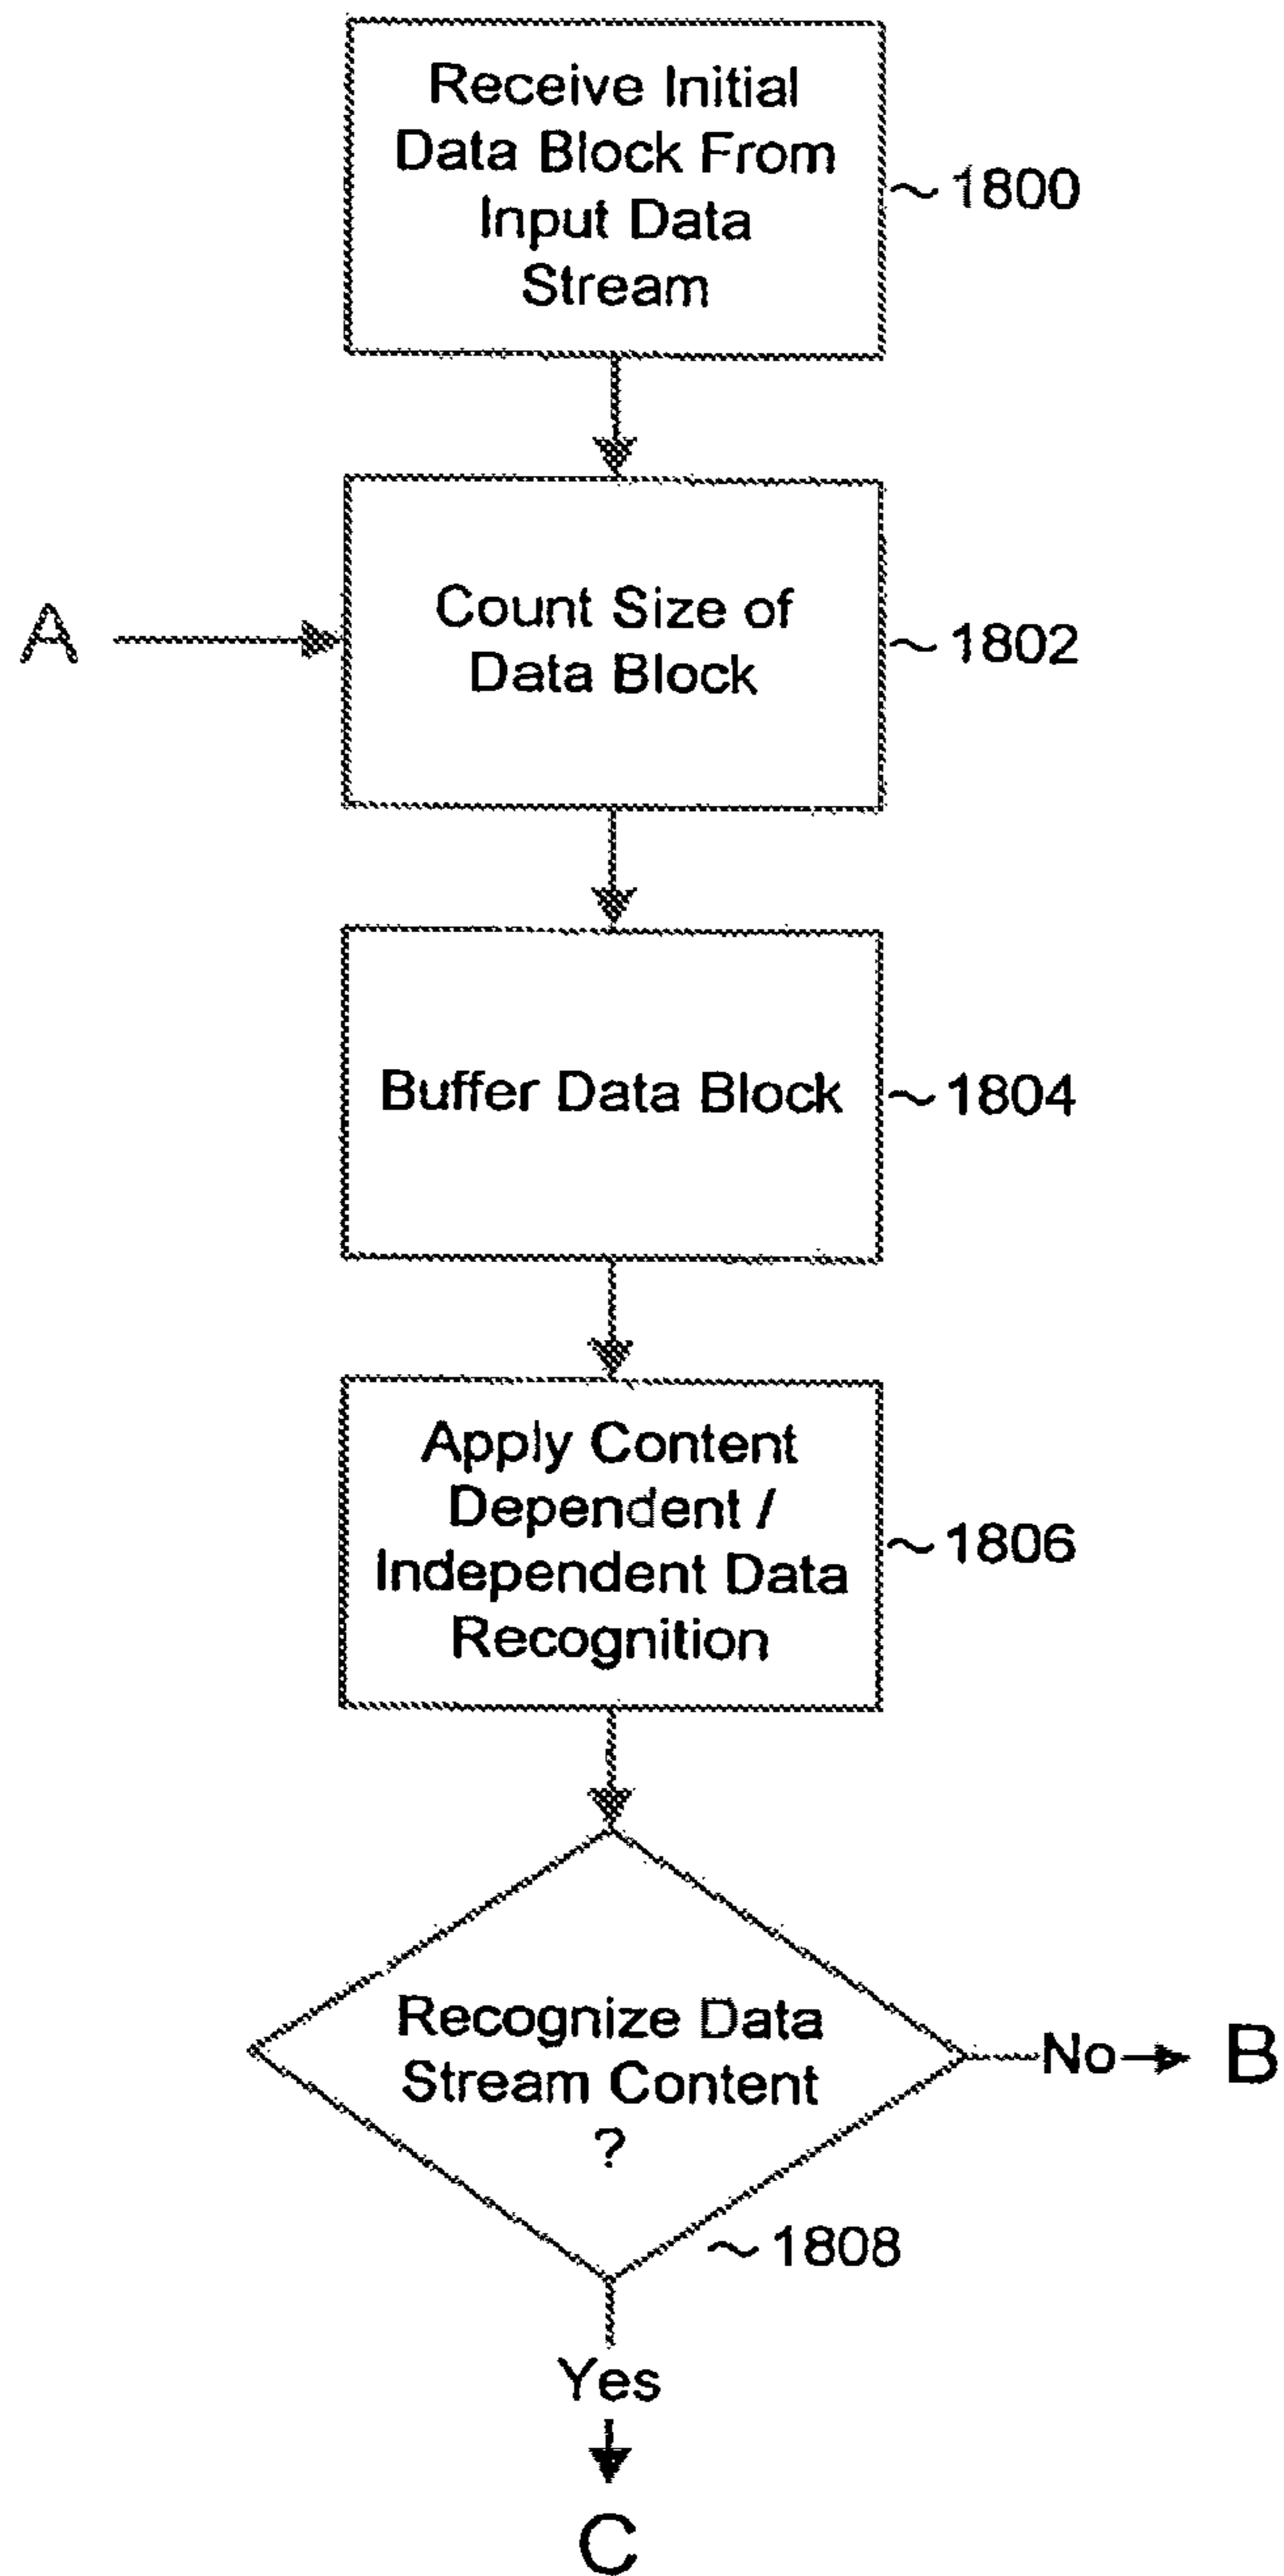 Receive Initial
Data Block From
Input Data
Stream
~1800
A
Count Size of
Data Block
~1802
Buffer Data Block
~1804
Apply Content
Dependent /
Independent Data
Recognition
~1806
Recognize Data
Stream Content
?
No
B
~1808
Yes
C